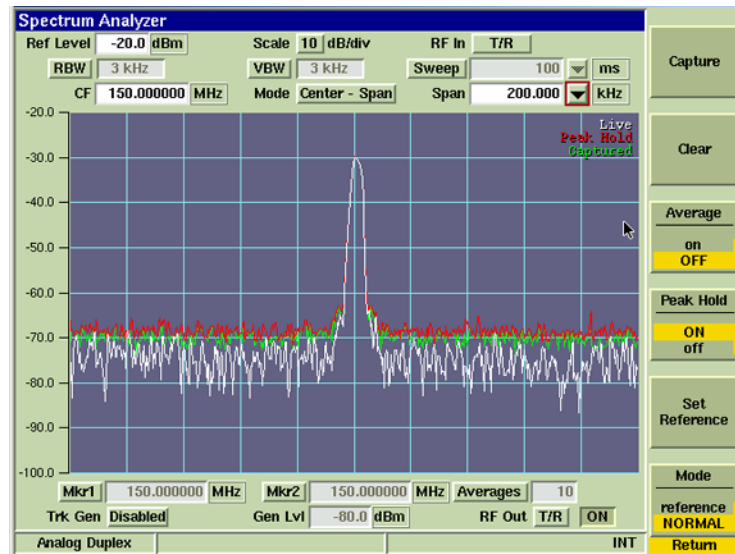 Spectrum Analyzer
Ref Level -20.0 dBm Scale 10 dB/div RF In T/R
RBW 3 kHz VBW 3 kHz Sweep 100 ms
CF 150.000000 MHz Mode Center - Span Span 200.000 kHz
-20.0
-30.0
-40.0
-50.0
-60.0
-70.0
-80.0
-90.0
-100.0
Live
Peak Hold
Captured
Mkr1 150.000000 MHz Mkr2 150.000000 MHz Averages 10
Trk Gen Disabled Gen Lvl -80.0 dBm RF Out T/R ON
Analog Duplex INT
Capture
Clear
Average
on
OFF
Peak Hold
ON
off
Set
Reference
Mode
reference
NORMAL
Return